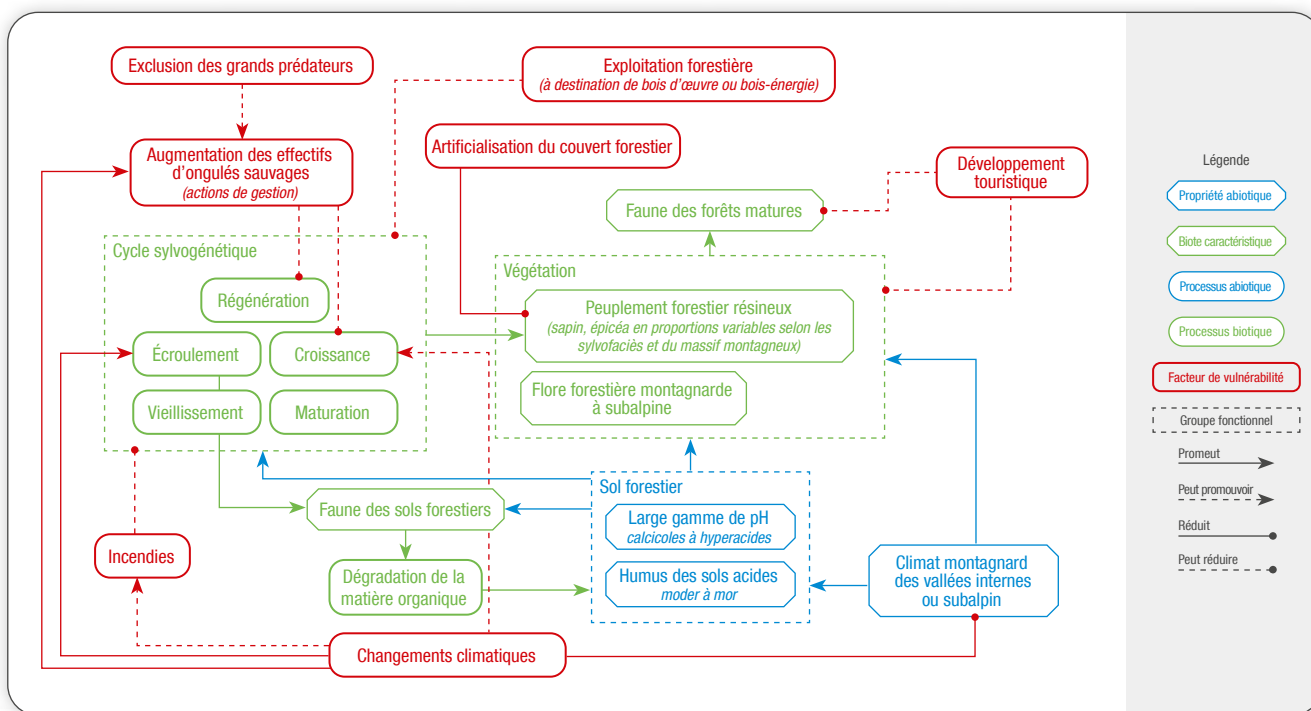 Exclusion des grands prédateurs
Exploitation forestière
(à destination de bois d'œuvre ou bois-énergie)
Augmentation des effectifs
d'ongulés sauvages
(actions de gestion)
Artificialisation du couvert forestier
Développement
touristique
Faune des forêts matures
Cycle sylvogénétique
Régénération
Écroulement
Croissance
Vieillissement
Maturation
Végétation
Peuplement forestier résineux
(sapin, épicéa en proportions variables selon les
sylvofaciès et du massif montagneux)
Flore forestière montagnarde
à subalpine
Faune des sols forestiers
Sol forestier
Large gamme de pH
calcicoles à hyperacides
Humus des sols acides
moder à mor
Incendies
Dégradation de la
matière organique
Climat montagnard
des vallées internes
ou subalpin
Changements climatiques
Légende
Propriété abiotique
Biote caractéristique
Processus abiotique
Processus biotique
Facteur de vulnérabilité
Groupe fonctionnel
Promeut
Peut promouvoir
Réduit
Peut réduire